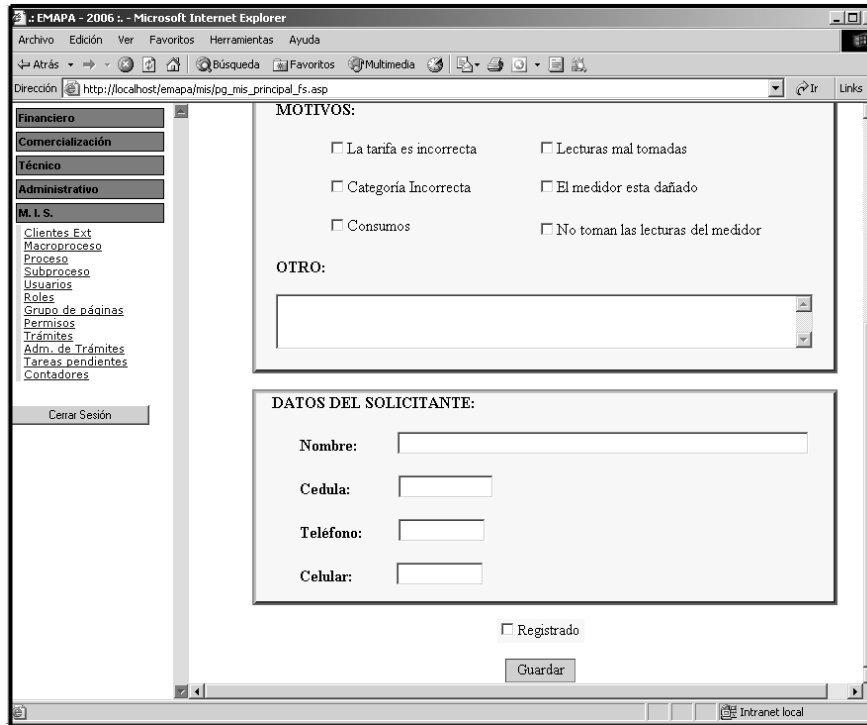 .: EMAPA - 2006 :. - Microsoft Internet Explorer
Archivo Edición Ver Favoritos Herramientas Ayuda
Atrás Búsqueda Favoritos Multimedia
Dirección http://localhost/emapa/mis/pg_mis_principal_fs.asp Ir Links
Financiero
Comercialización
Técnico
Administrativo
M. I. S.
Clientes Ext
Macroproceso
Proceso
Subproceso
Usuarios
Roles
Grupo de páginas
Permisos
Trámites
Adm. de Trámites
Tareas pendientes
Contadores
Cerrar Sesión
MOTIVOS:
La tarifa es incorrecta Lecturas mal tomadas
Categoría Incorrecta El medidor esta dañado
Consumos No toman las lecturas del medidor
OTRO:
DATOS DEL SOLICITANTE:
Nombre:
Cedula:
Teléfono:
Celular:
Registrado
Guardar
Intranet local